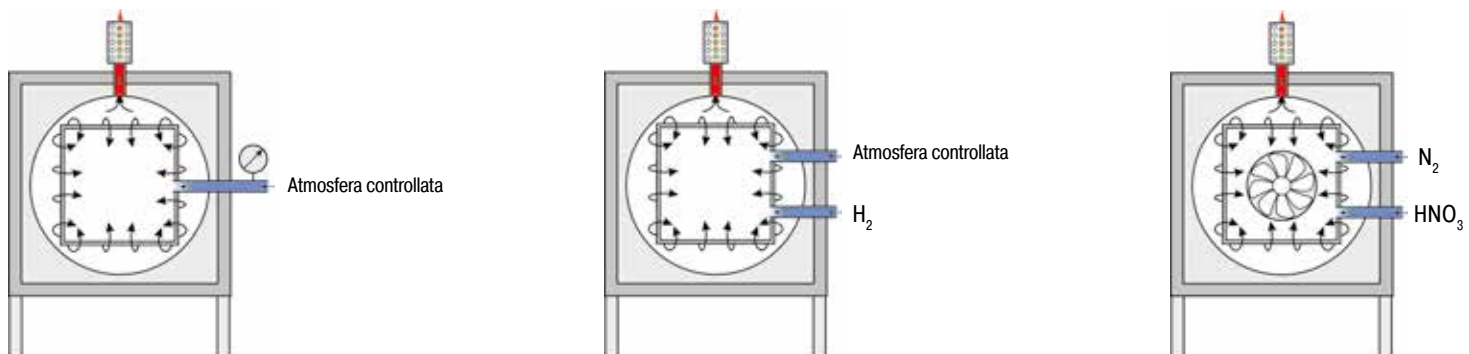 Atmosfera controllata
Atmosfera controllata
H₂
N₂
HNO₃